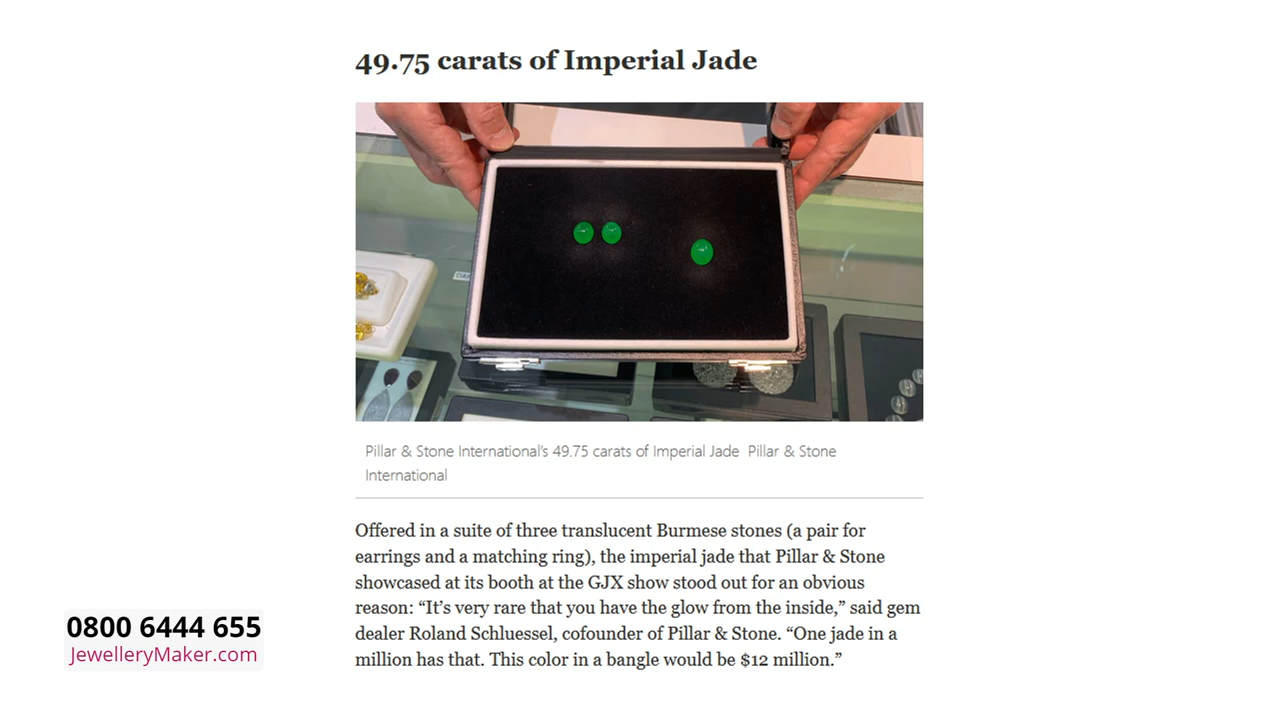 49.75 carats of Imperial Jade
Pillar & Stone International's 49.75 carats of Imperial Jade  Pillar & Stone
International
Offered in a suite of three translucent Burmese stones (a pair for
earrings and a matching ring), the imperial jade that Pillar & Stone
showcased at its booth at the GJX show stood out for an obvious
reason: “It’s very rare that you have the glow from the inside,” said gem
dealer Roland Schluessel, cofounder of Pillar & Stone. “One jade in a
million has that. This color in a bangle would be $12 million.”
0800 6444 655
JewelleryMaker.com